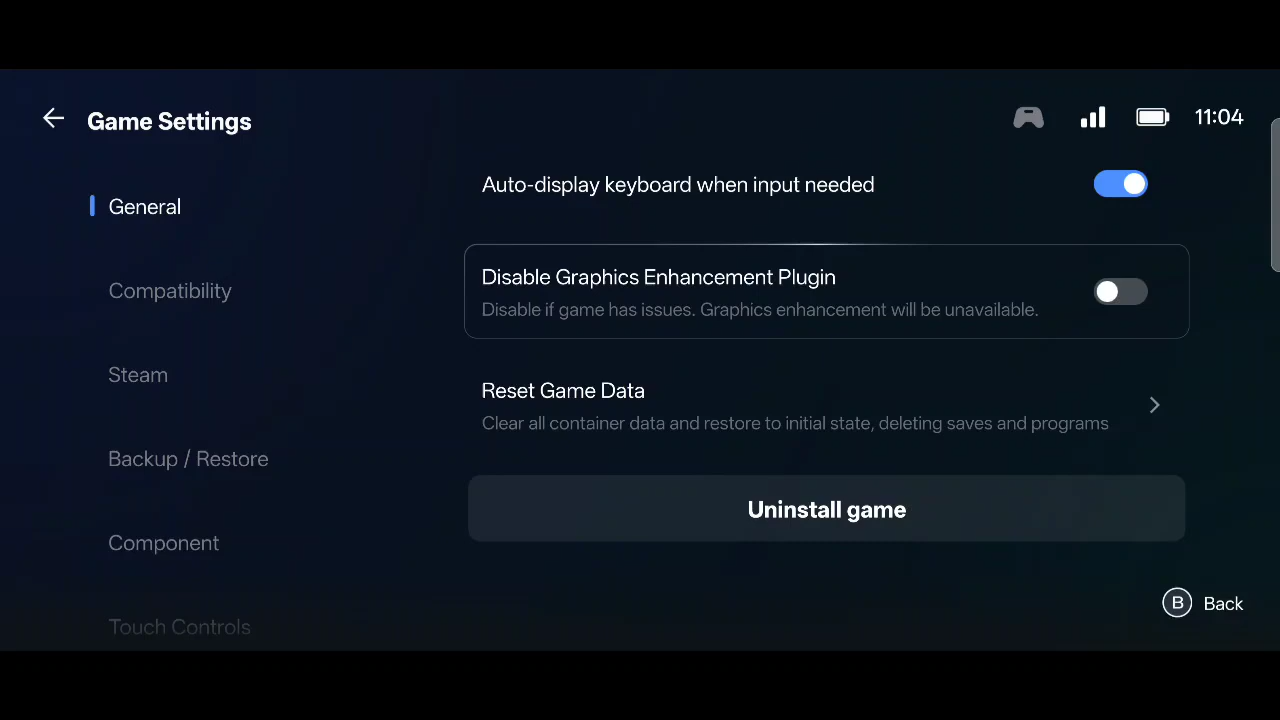 Game Settings
11:04
General
Compatibility
Steam
Backup / Restore
Component
Touch Controls
Auto-display keyboard when input needed
Disable Graphics Enhancement Plugin
Disable if game has issues. Graphics enhancement will be unavailable.
Reset Game Data
Clear all container data and restore to initial state, deleting saves and programs
Uninstall game
B Back